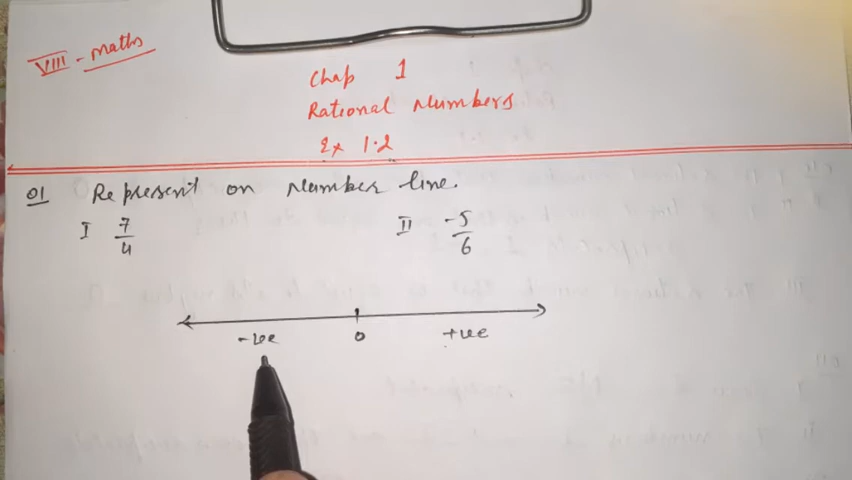 VIII - Maths
Chap 1
Rational Numbers
Ex 1.2
Q1 Represent on Number line.
I 7/4 II -5/6
-ve 0 +ve